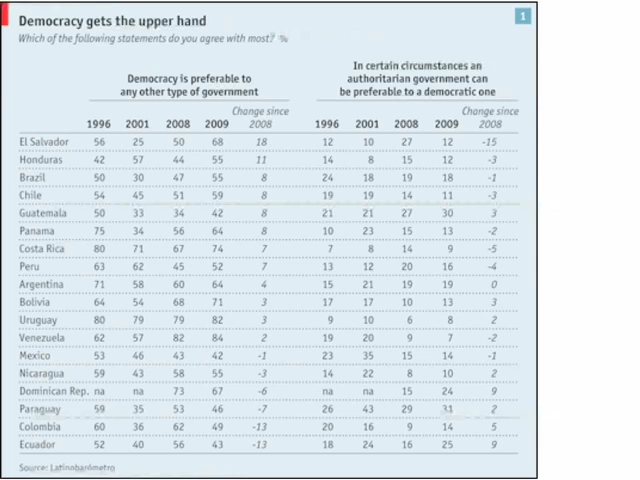 Democracy gets the upper hand
1
Which of the following statements do you agree with most? %
Democracy is preferable to any other type of government
In certain circumstances an authoritarian government can be preferable to a democratic one
1996 2001 2008 2009 Change since 2008 1996 2001 2008 2009 Change since 2008
El Salvador 56 25 50 68 18 12 10 27 12 -15
Honduras 42 57 44 55 11 14 8 15 12 -3
Brazil 50 30 47 55 8 24 18 19 18 -1
Chile 54 45 51 59 8 19 19 14 11 -3
Guatemala 50 33 34 42 8 21 21 27 30 3
Panama 75 34 56 64 8 10 23 15 13 -2
Costa Rica 80 71 67 74 7 7 8 14 9 -5
Peru 63 62 45 52 7 13 12 20 16 -4
Argentina 71 58 60 64 4 15 21 19 19 0
Bolivia 64 54 68 71 3 17 17 10 13 3
Uruguay 80 79 79 82 3 9 10 6 8 2
Venezuela 62 57 82 84 2 19 20 9 7 -2
Mexico 53 46 43 42 -1 23 35 15 14 -1
Nicaragua 59 43 58 55 -3 14 22 8 10 2
Dominican Rep. na na 73 67 -6 na na 15 24 9
Paraguay 59 35 53 46 -7 26 43 29 31 2
Colombia 60 36 62 49 -13 20 16 9 14 5
Ecuador 52 40 56 43 -13 18 24 16 25 9
Source: Latinobarómetro